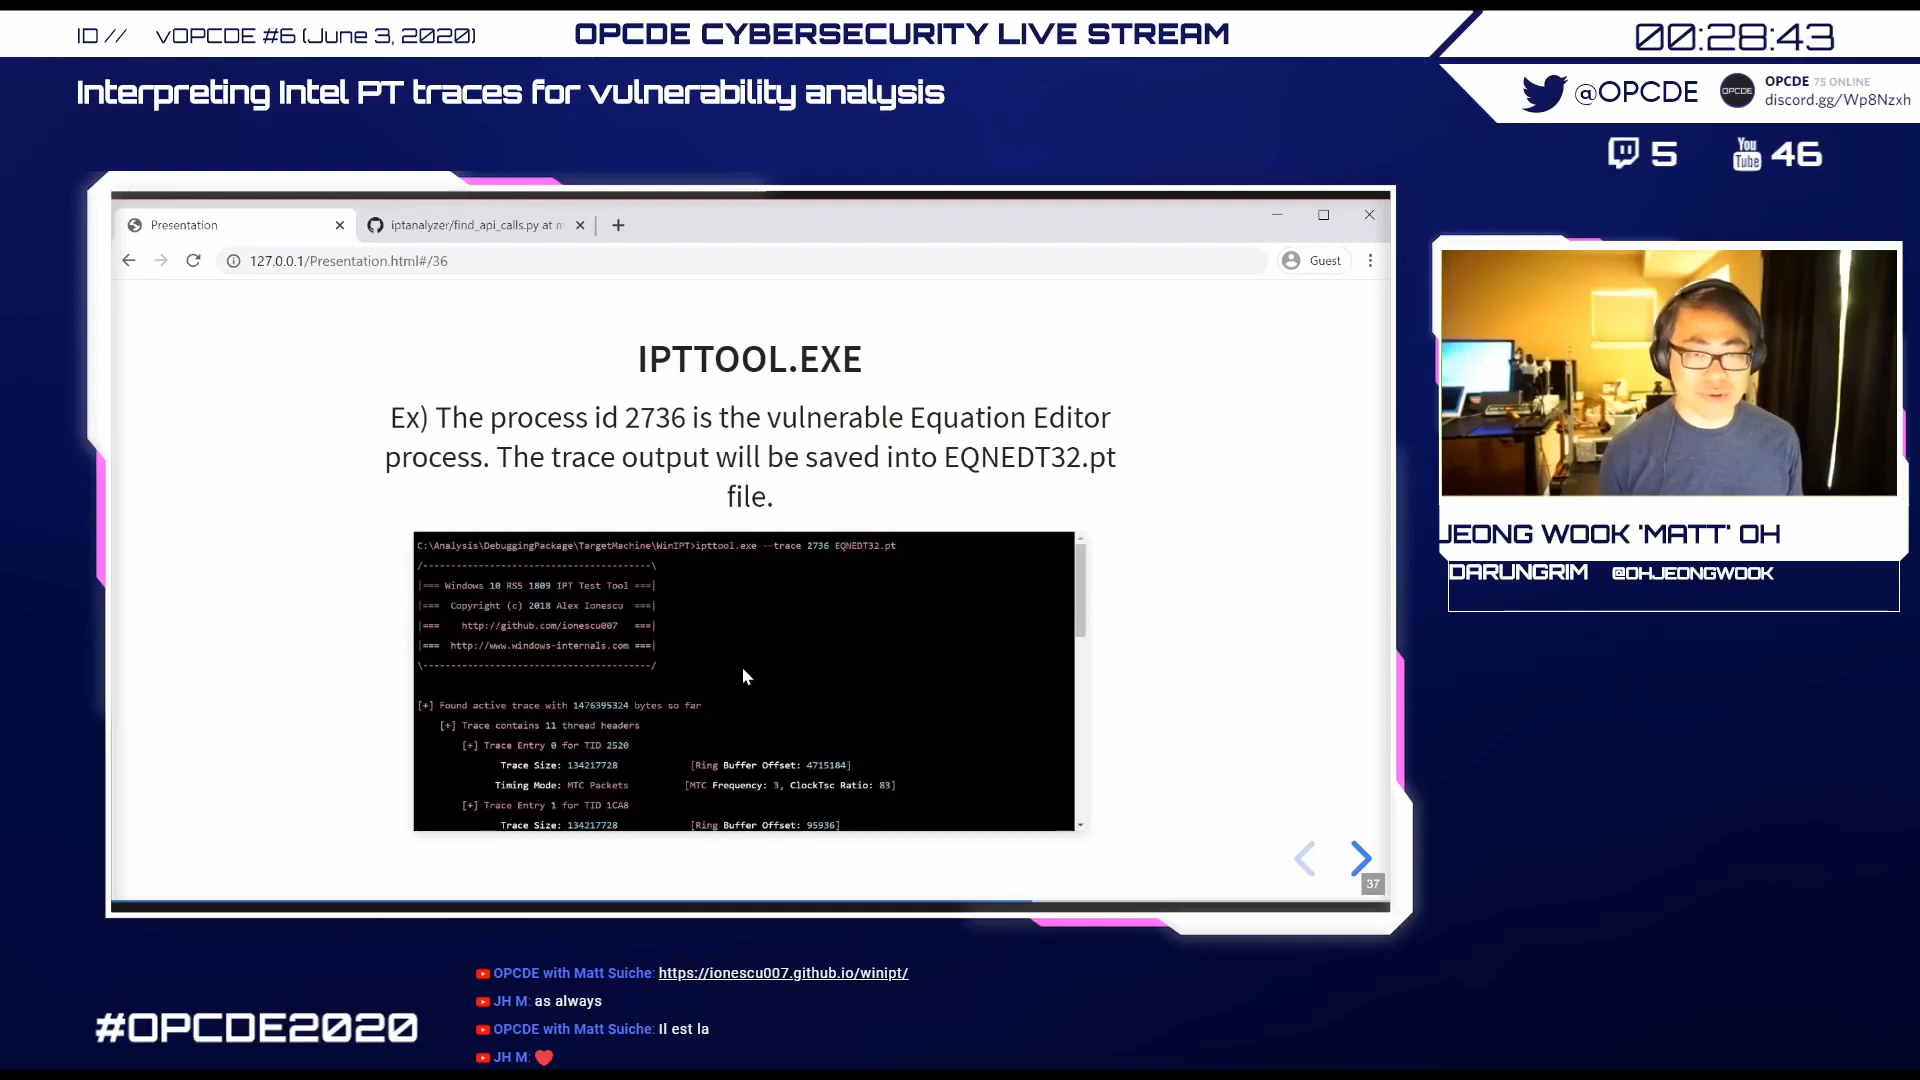 ID //    vOPCDE #6 (June 3, 2020)
OPCDE CYBERSECURITY LIVE STREAM
00:28:43
Interpreting Intel PT traces for vulnerability analysis
@OPCDE
OPCDE
OPCDE 75 ONLINE
discord.gg/Wp8Nzxh
5
You Tube 46
Presentation
iptanalyzer/find_api_calls.py at m
127.0.0.1/Presentation.html#/36
Guest
IPTTOOL.EXE
Ex) The process id 2736 is the vulnerable Equation Editor
process. The trace output will be saved into EQNEDT32.pt
file.
C:\Analysis\DebuggingPackage\TargetMachine\WinIPT>ipttool.exe --trace 2736 EQNEDT32.pt
/-----------------------------------------\
|=== Windows 10 RS5 1809 IPT Test Tool ===|
|===  Copyright (c) 2018 Alex Ionescu  ===|
|===    http://github.com/ionescu007   ===|
|===  http://www.windows-internals.com ===|
\-----------------------------------------/
[+] Found active trace with 1476395324 bytes so far
[+] Trace contains 11 thread headers
[+] Trace Entry 0 for TID 2520
Trace Size: 134217728    [Ring Buffer Offset: 4715184]
Timing Mode: MTC Packets    [MTC Frequency: 3, ClockTsc Ratio: 83]
[+] Trace Entry 1 for TID 1CA8
Trace Size: 134217728    [Ring Buffer Offset: 95936]
37
JEONG WOOK 'MATT' OH
DARUNGRIM    @OHJEONGWOOK
#OPCDE2020
OPCDE with Matt Suiche: https://ionescu007.github.io/winipt/
JH M: as always
OPCDE with Matt Suiche: Il est la
JH M: ❤